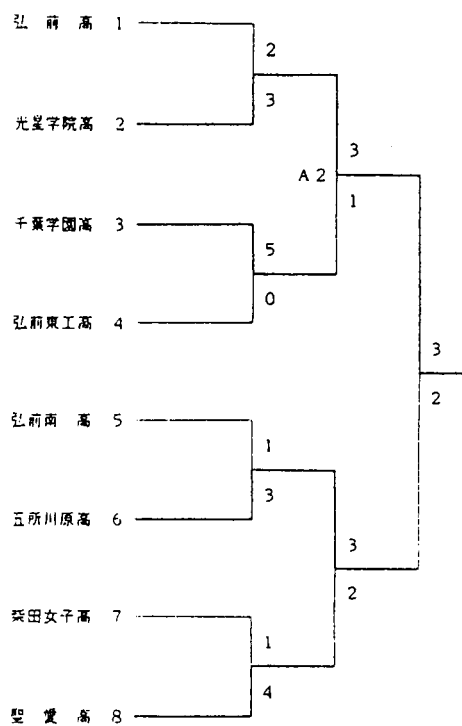 弘前高 1
2
3
光星学院高 2
3
A2
1
千葉学園高 3
5
0
弘前東工高 4
3
2
弘前南高 5
1
3
五所川原高 6
3
2
柴田女子高 7
1
4
聖愛高 8